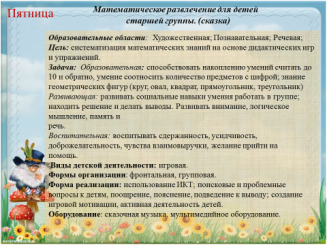 Пятница
Математическое развлечение для детей
старшей группы. (сказка)
Образовательные области: Художественная; Познавательная; Речевая;
Цель: систематизация математических знаний на основе дидактических игр
и упражнений.
Задачи: Образовательная: способствовать накоплению умений считать до
10 и обратно, умение соотносить количество предметов с цифрой; знание
геометрических фигур (круг, овал, квадрат, прямоугольник, треугольник)
Развивающая: развивать социальные навыки умения работать в группе;
находить решение и делать выводы. Развивать внимание, логическое
мышление, память и
речь.
Воспитательная: воспитывать сдержанность, усидчивость,
доброжелательность, чувства взаимовыручки, желание прийти на
помощь.
Виды детской деятельности: игровая.
Формы организации: фронтальная, групповая.
Форма реализации: использование ИКТ; поисковые и проблемные
вопросы к детям, поощрение, пояснение, подведение к выводу; создание
игровой мотивации, активная деятельность детей.
Оборудование: сказочная музыка, мультимедийное оборудование.